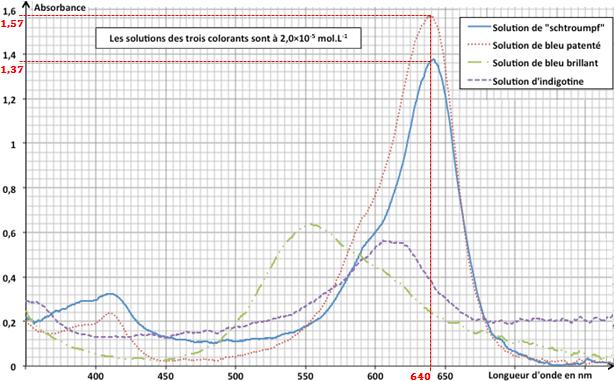 Absorbance
1,6
1,57
1,4
1,37
1,2
1
0,8
0,6
0,4
0,2
0
Les solutions des trois colorants sont à 2,0×10⁻⁵ mol.L⁻¹
Solution de "schtroumpf"
Solution de bleu patenté
Solution de bleu brillant
Solution d'indigotine
400
450
500
550
600
640
650
Longueur d'onde en nm